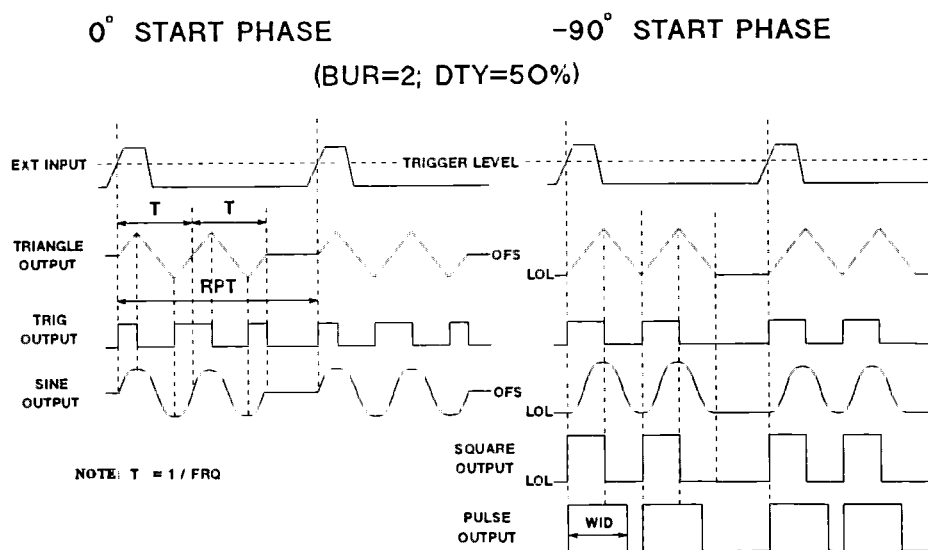 0° START PHASE
-90° START PHASE
(BUR=2; DTY=50%)
EXT INPUT
TRIGGER LEVEL
T
T
TRIANGLE
OUTPUT
OFS
LOL
RPT
TRIG
OUTPUT
SINE
OUTPUT
OFS
LOL
SQUARE
OUTPUT
LOL
NOTE: T = 1 / FRQ
PULSE
OUTPUT
WID